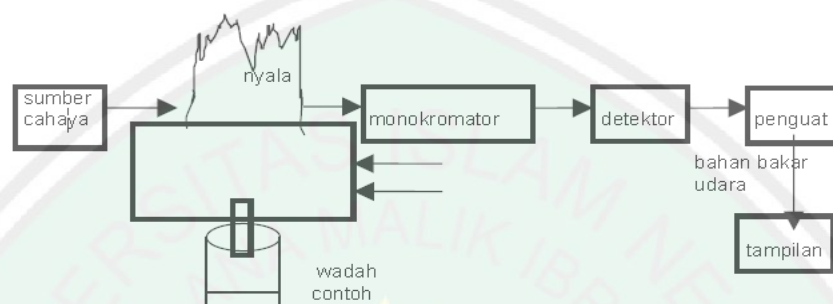 nyala
sumber
cahaya
monokromator
detektor
penguat
bahan bakar
udara
tampilan
wadah
contoh